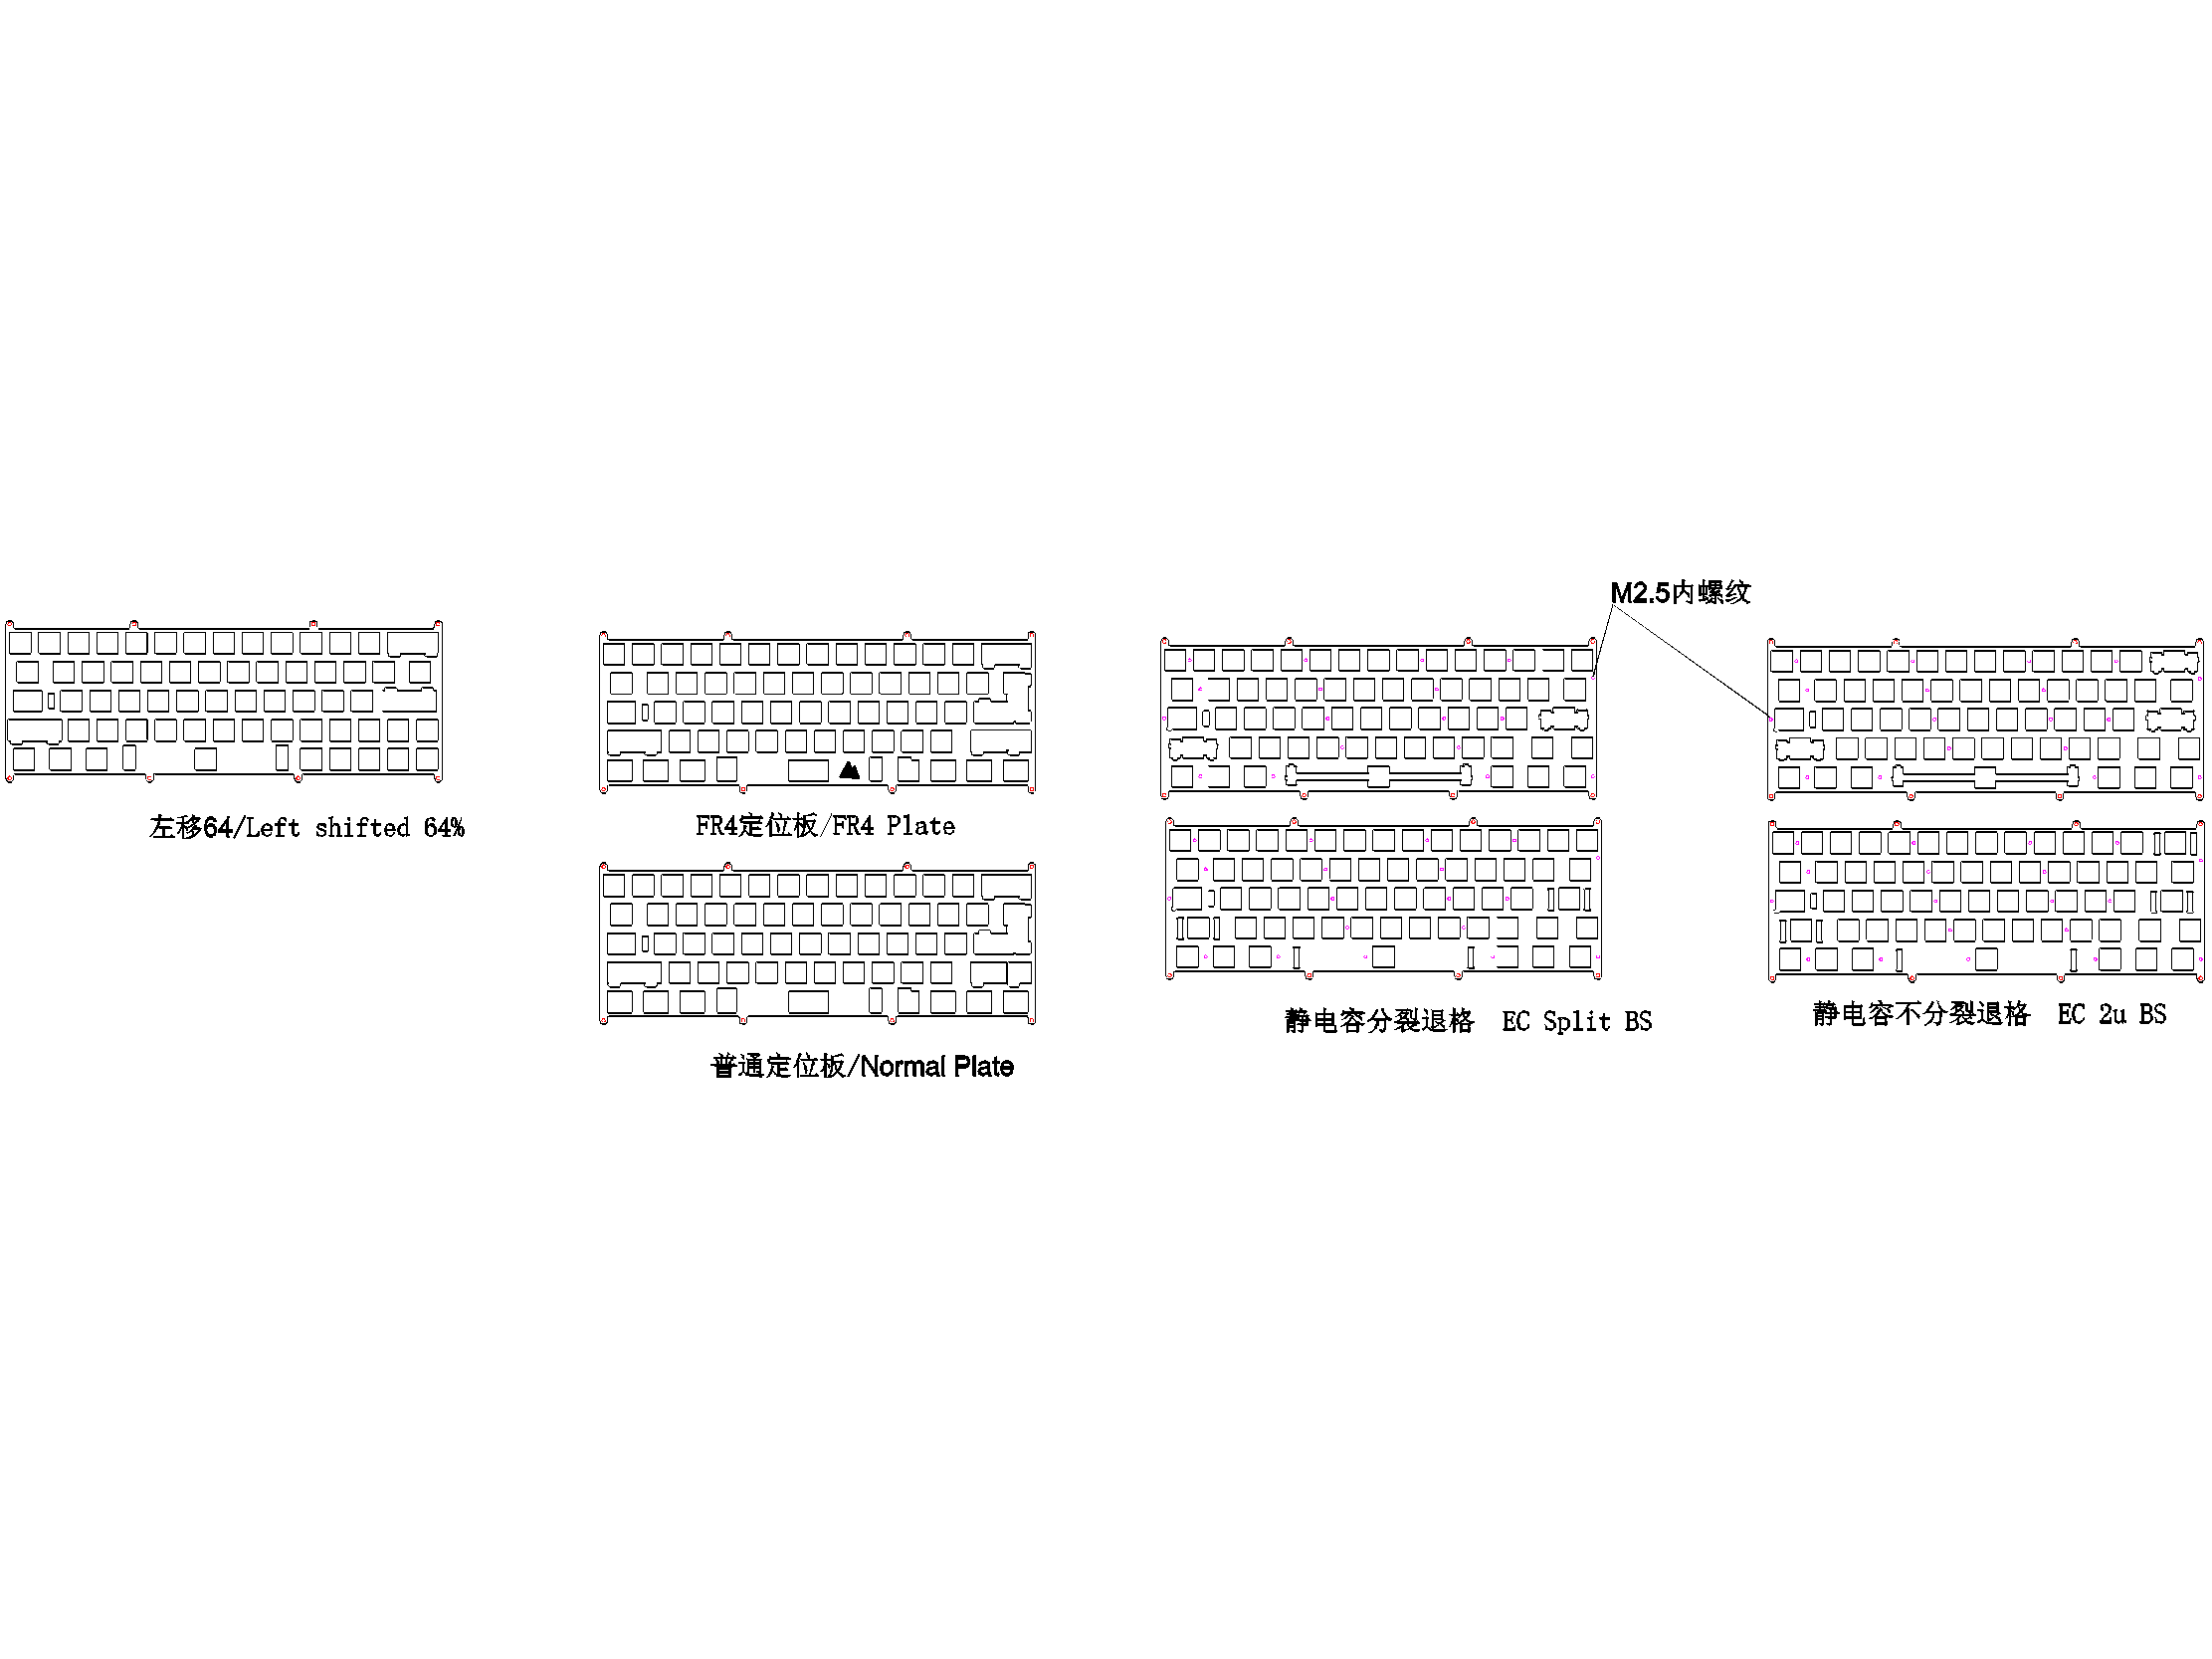 M2.5内螺纹
左移64/Left shifted 64%
FR4定位板/FR4 Plate
普通定位板/Normal Plate
静电容分裂退格 EC Split BS
静电容不分裂退格 EC 2u BS